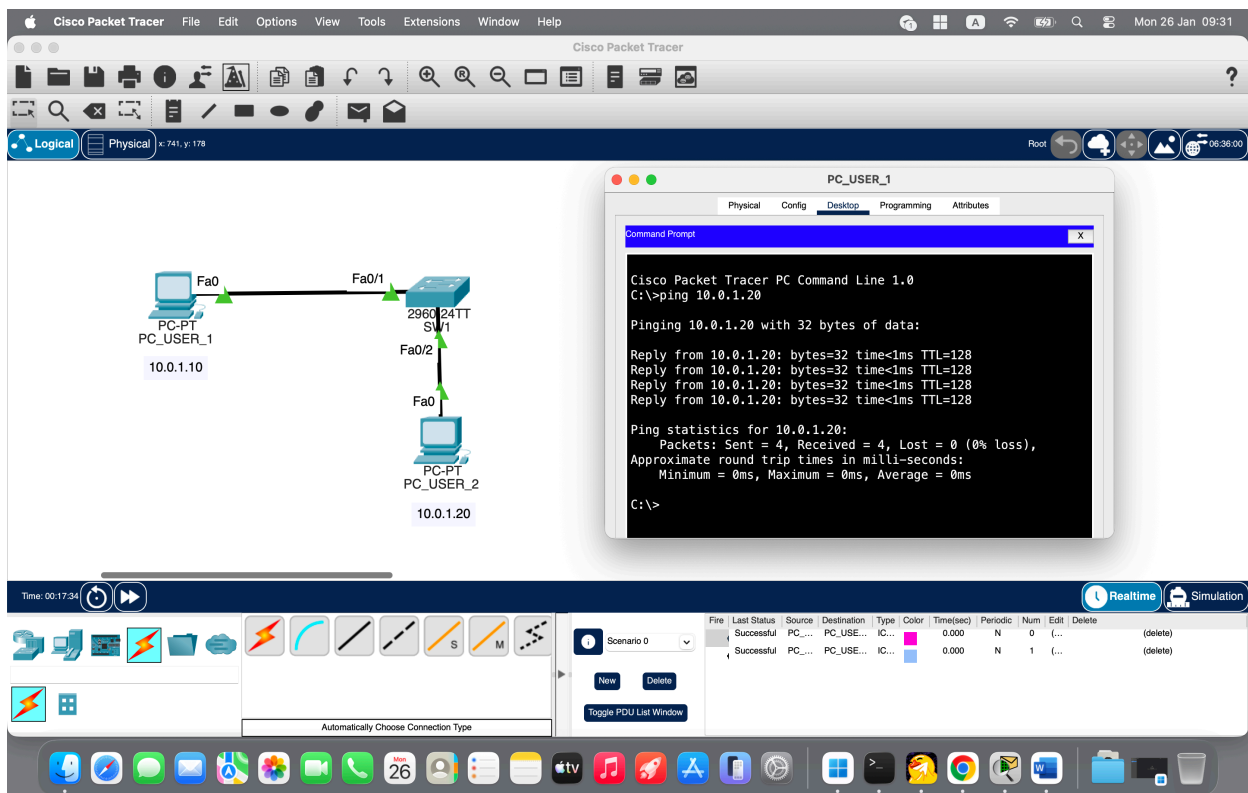 Cisco Packet Tracer File Edit Options View Tools Extensions Window Help A Mon 26 Jan 09:31
Cisco Packet Tracer
?
Logical Physical x: 741, y: 178 Root 06:36:00
PC_USER_1
Physical Config Desktop Programming Attributes
Command Prompt X
Cisco Packet Tracer PC Command Line 1.0
C:\>ping 10.0.1.20
Pinging 10.0.1.20 with 32 bytes of data:
Reply from 10.0.1.20: bytes=32 time<1ms TTL=128
Reply from 10.0.1.20: bytes=32 time<1ms TTL=128
Reply from 10.0.1.20: bytes=32 time<1ms TTL=128
Reply from 10.0.1.20: bytes=32 time<1ms TTL=128
Ping statistics for 10.0.1.20:
Packets: Sent = 4, Received = 4, Lost = 0 (0% loss),
Approximate round trip times in milli-seconds:
Minimum = 0ms, Maximum = 0ms, Average = 0ms
C:\>
Fa0
Fa0/1
PC-PT
PC_USER_1
10.0.1.10
2960-24TT
SW1
Fa0/2
Fa0
PC-PT
PC_USER_2
10.0.1.20
Time: 00:17:34 Realtime Simulation
S M
Automatically Choose Connection Type
Scenario 0
New Delete
Toggle PDU List Window
Fire Last Status Source Destination Type Color Time(sec) Periodic Num Edit Delete
Successful PC_... PC_USE... IC... 0.000 N 0 (... (delete)
Successful PC_... PC_USE... IC... 0.000 N 1 (... (delete)
Mon
26
tv